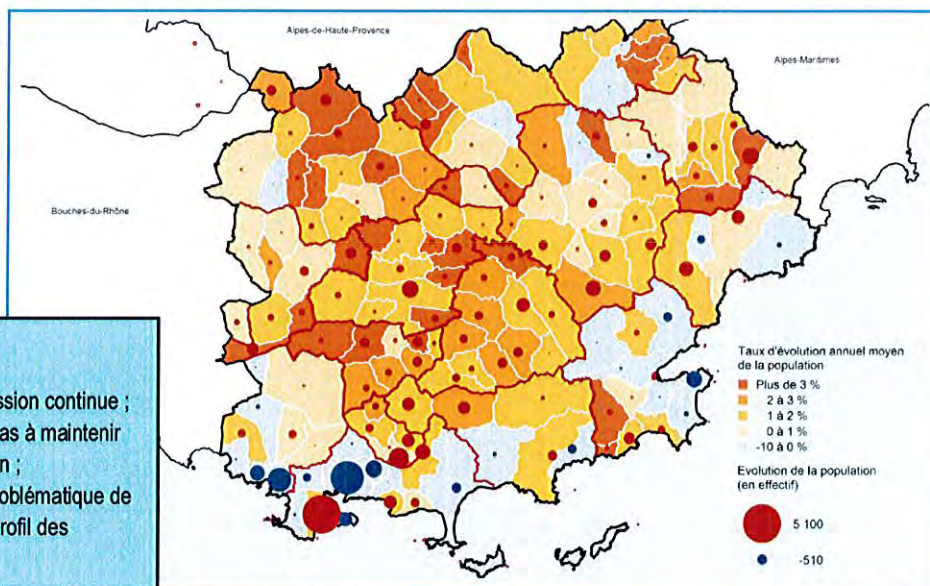 Alpes-de-Haute-Provence
Alpes-Maritimes
Bouches-du-Rhône
ssion continue ;
as à maintenir
n ;
oblématique de
rofil des
Taux d'évolution annuel moyen
de la population
Plus de 3 %
2 à 3%
1 à 2%
0 à 1%
-10 à 0 %
Evolution de la population
(en effectif)
5 100
-510